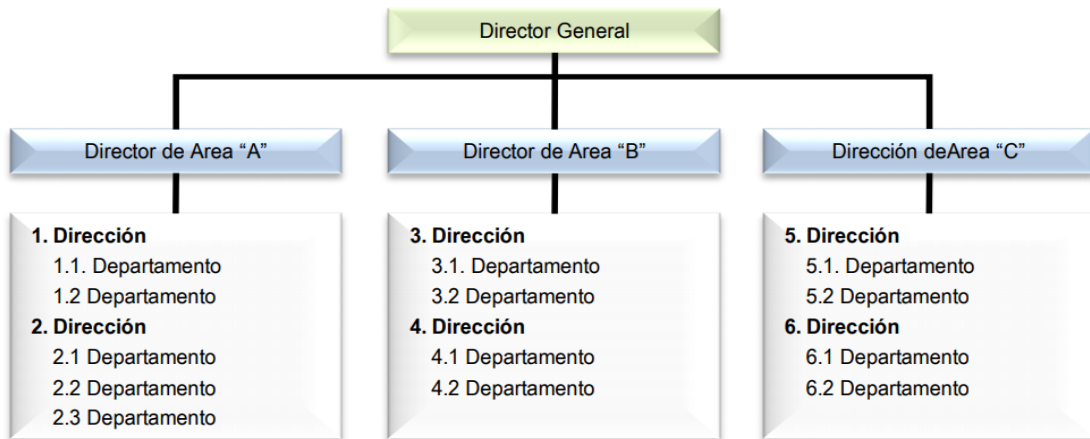 Director General
Director de Area “A”
Director de Area “B”
Dirección deArea “C”
1. Dirección
1.1. Departamento
1.2 Departamento
2. Dirección
2.1 Departamento
2.2 Departamento
2.3 Departamento
3. Dirección
3.1. Departamento
3.2 Departamento
4. Dirección
4.1 Departamento
4.2 Departamento
5. Dirección
5.1. Departamento
5.2 Departamento
6. Dirección
6.1 Departamento
6.2 Departamento